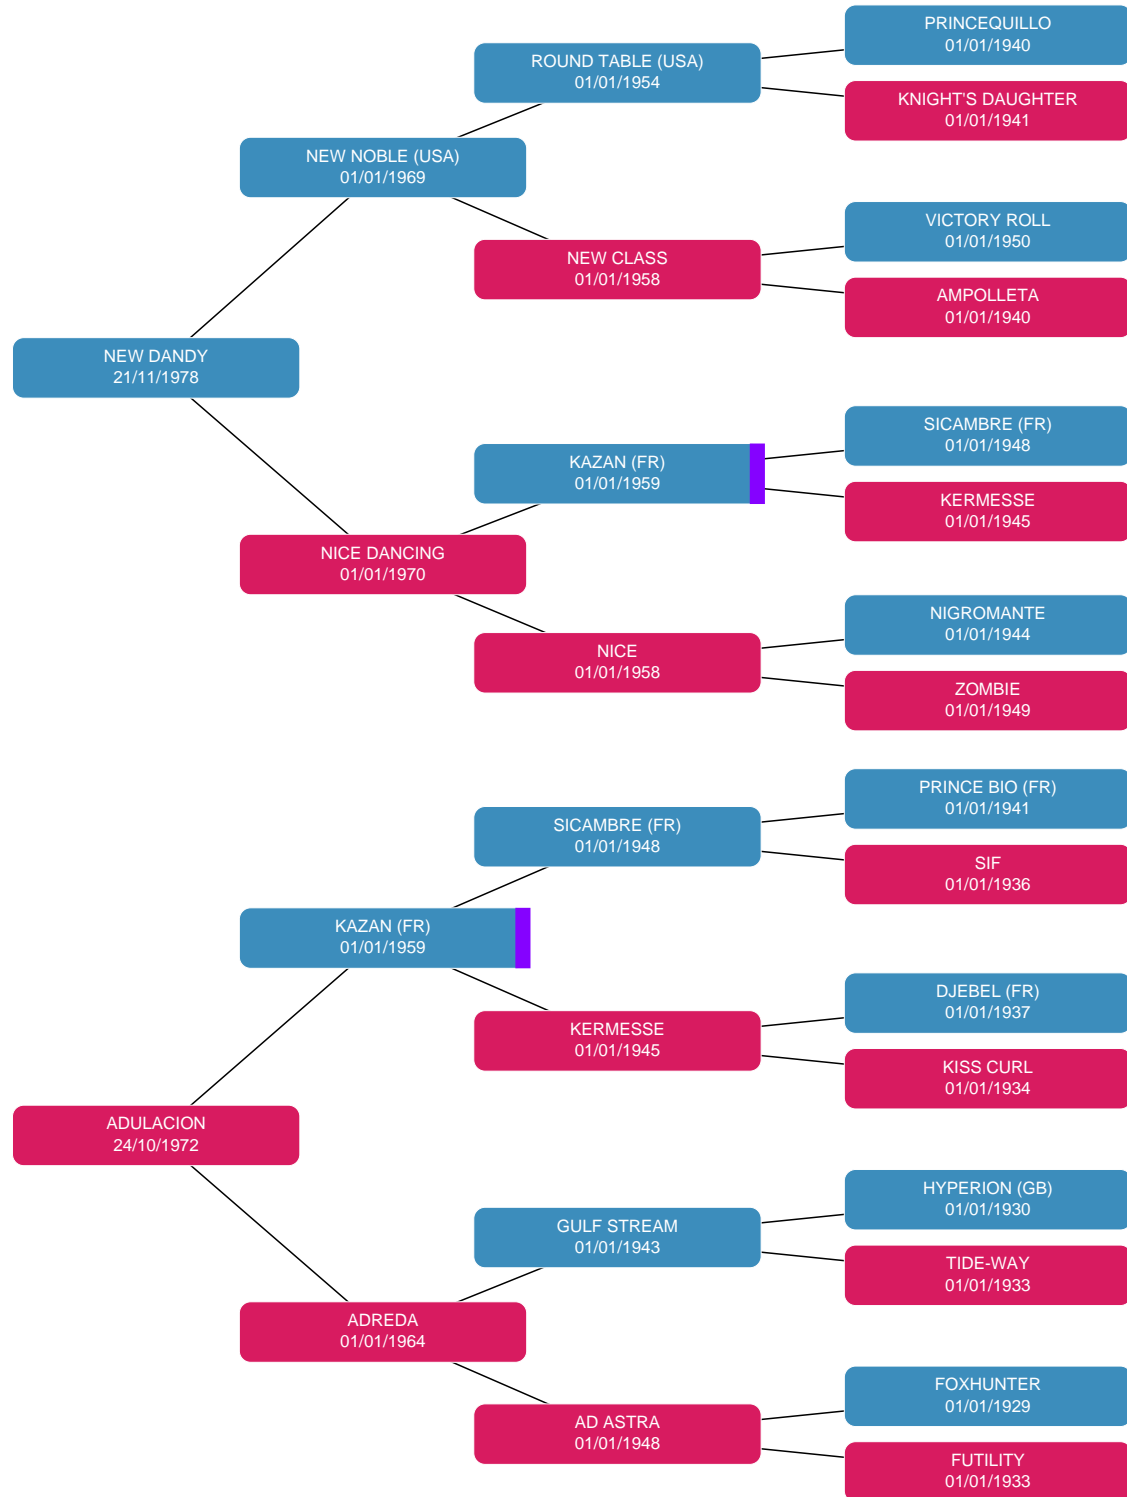 PRINCEQUILLO
01/01/1940
ROUND TABLE (USA)
01/01/1954
KNIGHT'S DAUGHTER
01/01/1941
NEW NOBLE (USA)
01/01/1969
VICTORY ROLL
01/01/1950
NEW CLASS
01/01/1958
AMPOLLETA
01/01/1940
NEW DANDY
21/11/1978
SICAMBRE (FR)
01/01/1948
KAZAN (FR)
01/01/1959
KERMESSE
01/01/1945
NICE DANCING
01/01/1970
NIGROMANTE
01/01/1944
NICE
01/01/1958
ZOMBIE
01/01/1949
PRINCE BIO (FR)
01/01/1941
SICAMBRE (FR)
01/01/1948
SIF
01/01/1936
KAZAN (FR)
01/01/1959
DJEBEL (FR)
01/01/1937
KERMESSE
01/01/1945
KISS CURL
01/01/1934
ADULACION
24/10/1972
HYPERION (GB)
01/01/1930
GULF STREAM
01/01/1943
TIDE-WAY
01/01/1933
ADREDA
01/01/1964
FOXHUNTER
01/01/1929
AD ASTRA
01/01/1948
FUTILITY
01/01/1933